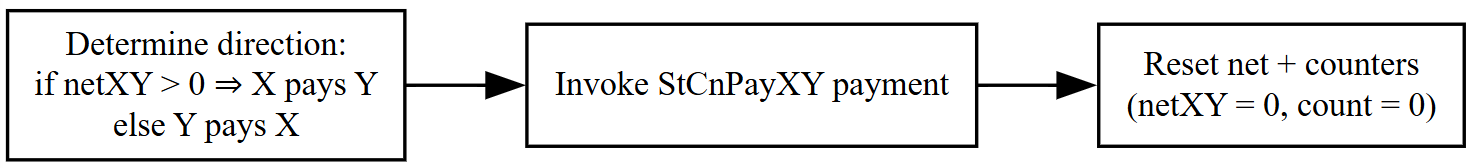 Determine direction:
if netXY > 0 ⇒ X pays Y
else Y pays X
Invoke StCnPayXY payment
Reset net + counters
(netXY = 0, count = 0)